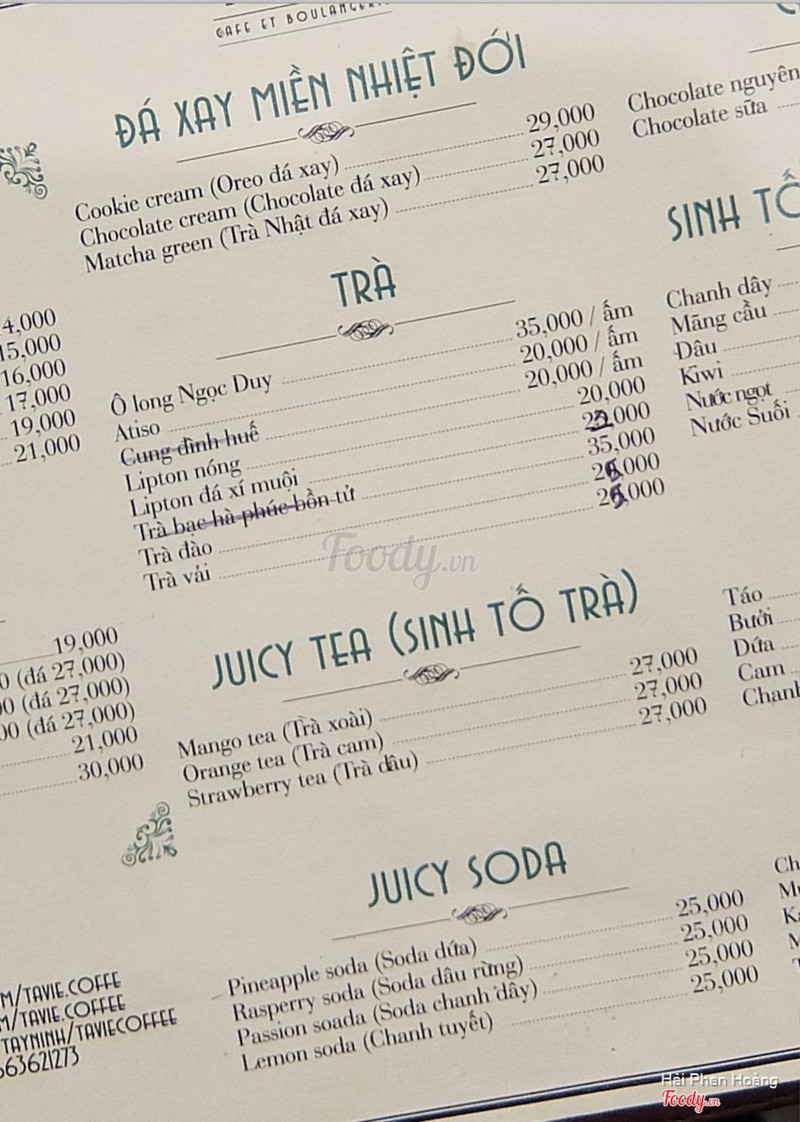 CAFE ET BOULANGERI
ĐÁ XAY MIỀN NHIỆT ĐỚI
Cookie cream (Oreo đá xay) 29,000
Chocolate cream (Chocolate đá xay) 27,000
Matcha green (Trà Nhật đá xay) 27,000
TRÀ
Ô long Ngọc Duy 35,000 / ấm
Atiso 20,000 / ấm
Cung đình huế 20,000 / ấm
Lipton nóng 20,000
Lipton đá xí muội
Trà bạc hà phúc bồn tử 35,000
Trà đào
Trà vải
JUICY TEA (SINH TỐ TRÀ)
Mango tea (Trà xoài) 27,000
Orange tea (Trà cam) 27,000
Strawberry tea (Trà dâu) 27,000
JUICY SODA
Pineapple soda (Soda dứa) 25,000
Rasperry soda (Soda dâu rừng) 25,000
Passion soada (Soda chanh dây) 25,000
Lemon soda (Chanh tuyết) 25,000
4,000
15,000
16,000
17,000
19,000
21,000
19,000
0 (đá 27,000)
00 (đá 27,000)
00 (đá 27,000)
21,000
30,000
M/TAVIE.COFFE
M/TAVIE.COFFEE
TAYNINH/TAVIECOFFEE
663621273
Chocolate nguyên
Chocolate sữa
SINH TỐ
Chanh dây
Mãng cầu
Dâu
Kiwi
Nước ngọt
Nước Suối
Táo
Bưởi
Dứa
Cam
Chanh
Ch
Foody.vn
Hải Phan Hoàng
Foody.vn